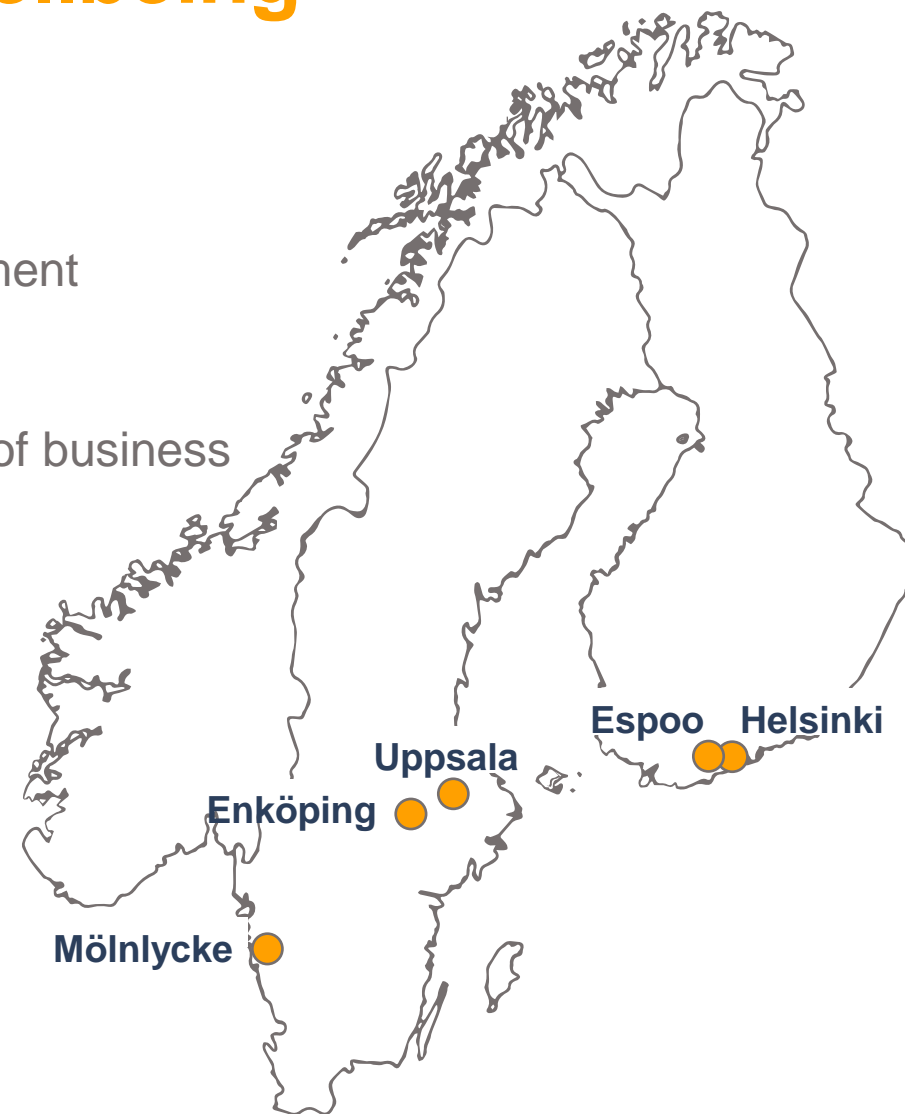 ment
of business
Espoo Helsinki
Uppsala
Enköping
Mölnlycke